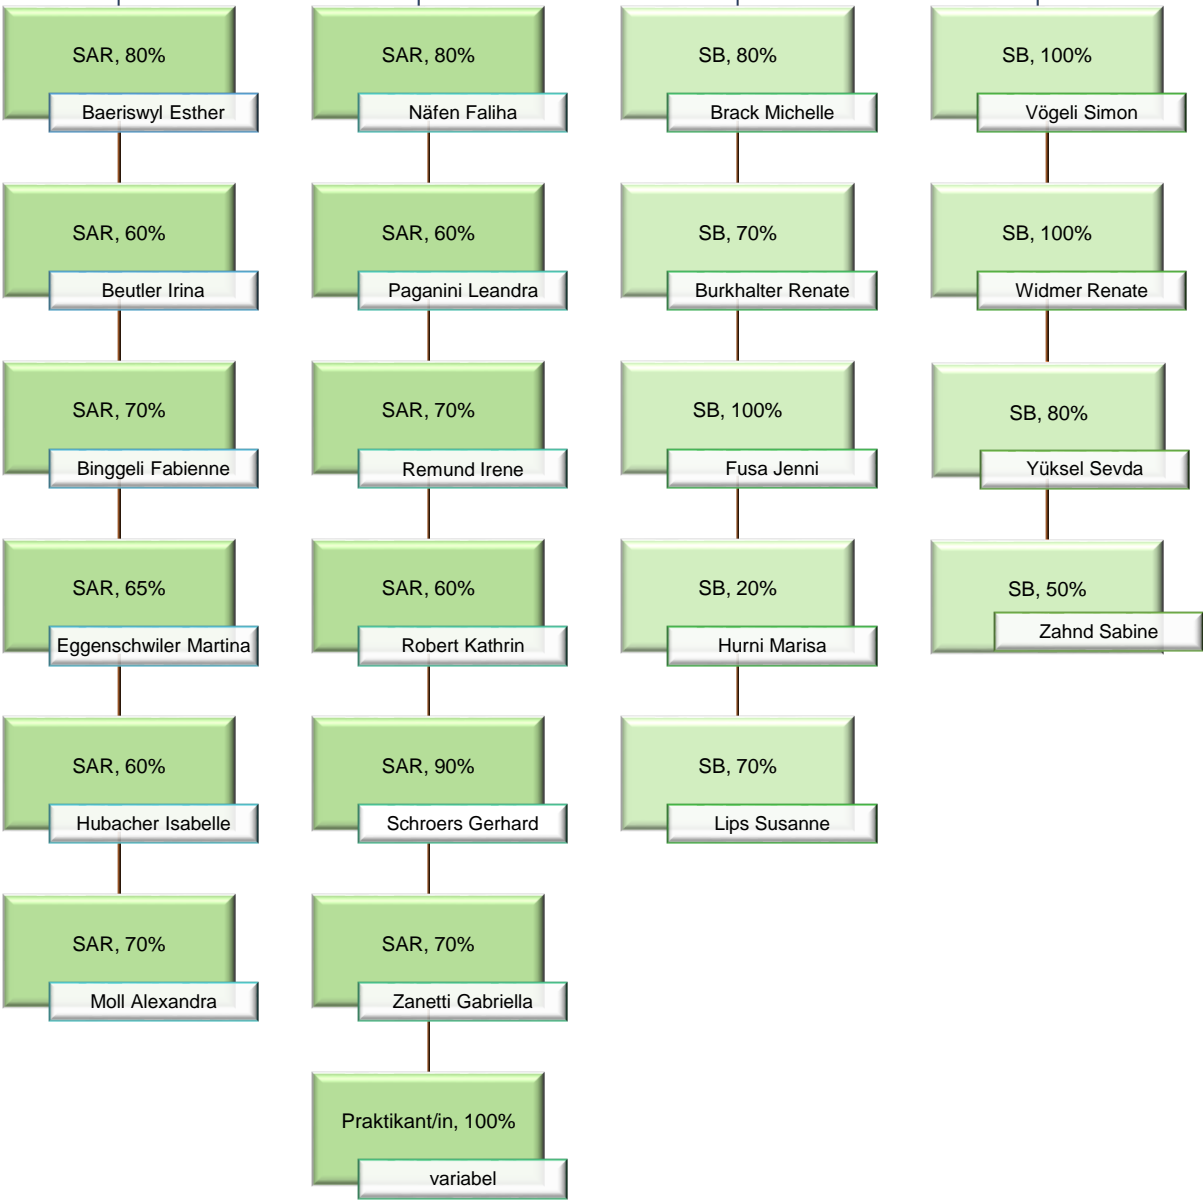 SAR, 80%
Baeriswyl Esther
SAR, 60%
Beutler Irina
SAR, 70%
Binggeli Fabienne
SAR, 65%
Eggenschwiler Martina
SAR, 60%
Hubacher Isabelle
SAR, 70%
Moll Alexandra
SAR, 80%
Näfen Faliha
SAR, 60%
Paganini Leandra
SAR, 70%
Remund Irene
SAR, 60%
Robert Kathrin
SAR, 90%
Schroers Gerhard
SAR, 70%
Zanetti Gabriella
Praktikant/in, 100%
variabel
SB, 80%
Brack Michelle
SB, 70%
Burkhalter Renate
SB, 100%
Fusa Jenni
SB, 20%
Hurni Marisa
SB, 70%
Lips Susanne
SB, 100%
Vögeli Simon
SB, 100%
Widmer Renate
SB, 80%
Yüksel Sevda
SB, 50%
Zahnd Sabine